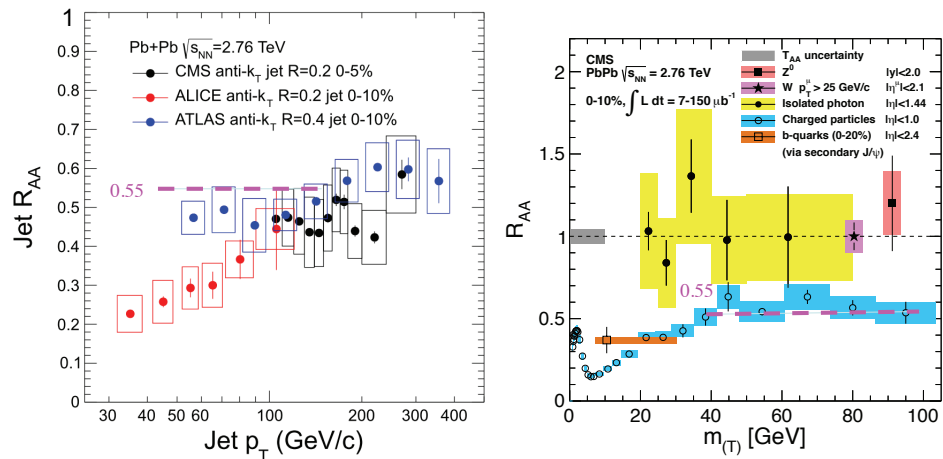 Pb+Pb √s_NN=2.76 TeV
CMS anti-k_T jet R=0.2 0-5%
ALICE anti-k_T R=0.2 jet 0-10%
ATLAS anti-k_T R=0.4 jet 0-10%
0.55
Jet R_AA
1
0.9
0.8
0.7
0.6
0.5
0.4
0.3
0.2
0.1
0
30 40 50 100 200 300 400
Jet p_T (GeV/c)
CMS
PbPb √s_NN = 2.76 TeV
0-10%, ∫ L dt = 7-150 μb⁻¹
T_AA uncertainty
Z⁰ |y|<2.0
W p_T^μ > 25 GeV/c |η^μ|<2.1
Isolated photon |η|<1.44
Charged particles |η|<1.0
b-quarks (0-20%) |η|<2.4
(via secondary J/ψ)
0.55
R_AA
2
1.5
1
0.5
0
0 20 40 60 80 100
m_(T) [GeV]